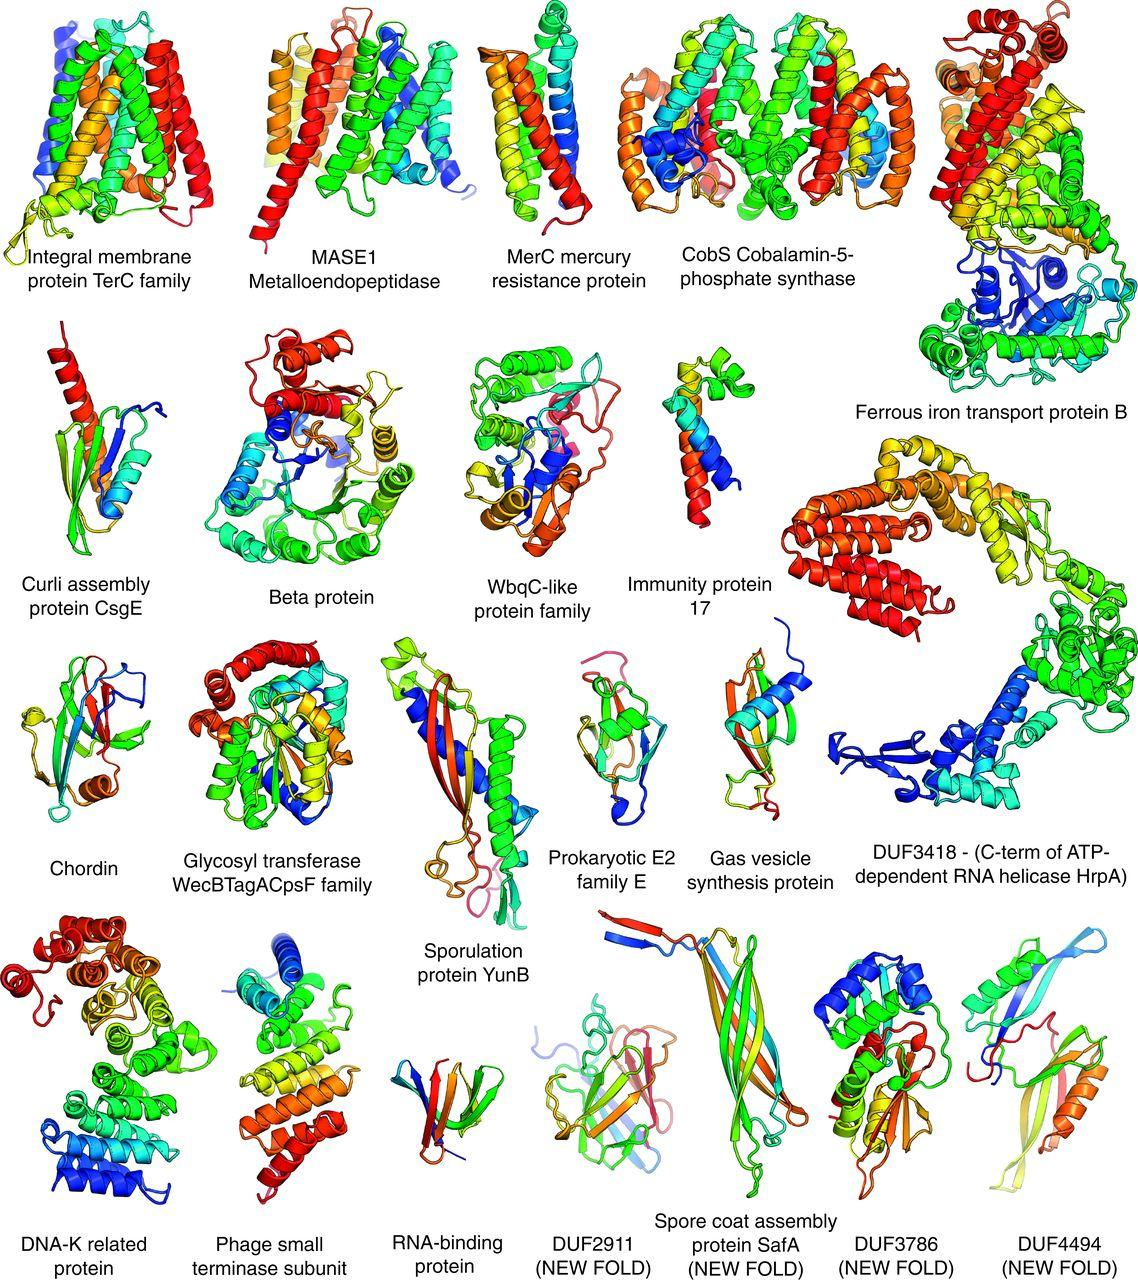 Integral membrane
protein TerC family
MASE1
Metalloendopeptidase
MerC mercury
resistance protein
CobS Cobalamin-5-
phosphate synthase
Ferrous iron transport protein B
Curli assembly
protein CsgE
Beta protein
WbqC-like
protein family
Immunity protein
17
Chordin
Glycosyl transferase
WecBTagACpsF family
Sporulation
protein YunB
Prokaryotic E2
family E
Gas vesicle
synthesis protein
DUF3418 - (C-term of ATP-
dependent RNA helicase HrpA)
DNA-K related
protein
Phage small
terminase subunit
RNA-binding
protein
DUF2911
(NEW FOLD)
Spore coat assembly
protein SafA
(NEW FOLD)
DUF3786
(NEW FOLD)
DUF4494
(NEW FOLD)